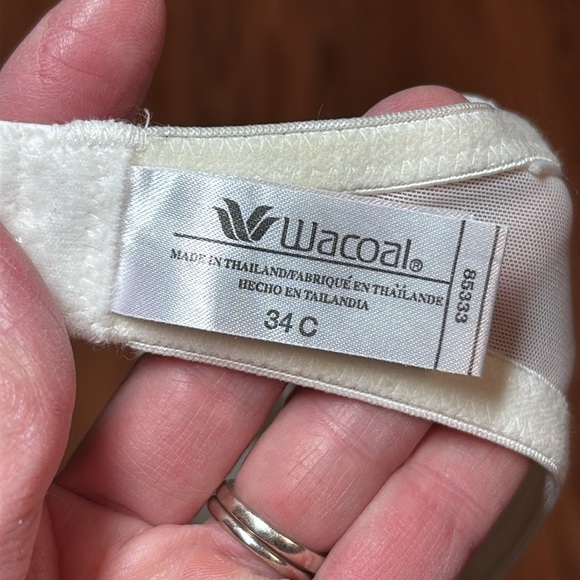 Wacoal®
MADE IN THAILAND/FABRIQUÉ EN THAÏLANDE
HECHO EN TAILANDIA
34 C
85333